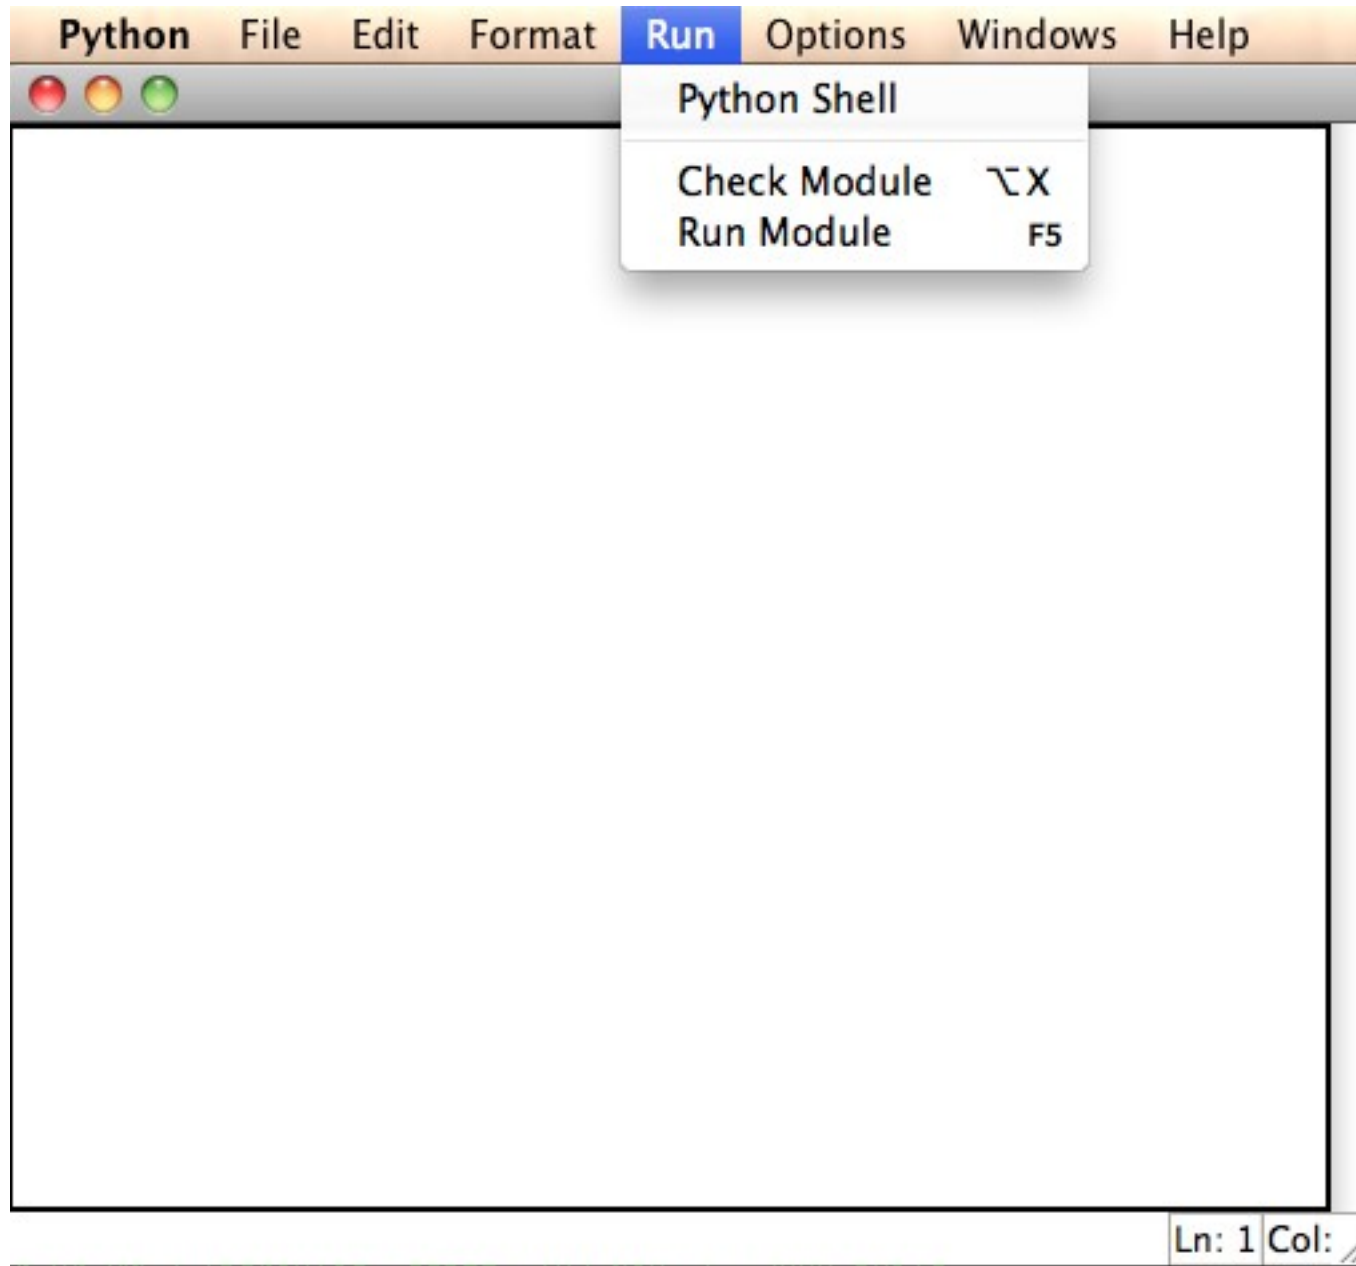 Python File Edit Format Run Options Windows Help
Python Shell
Check Module ⌥X
Run Module F5
Ln: 1 Col: